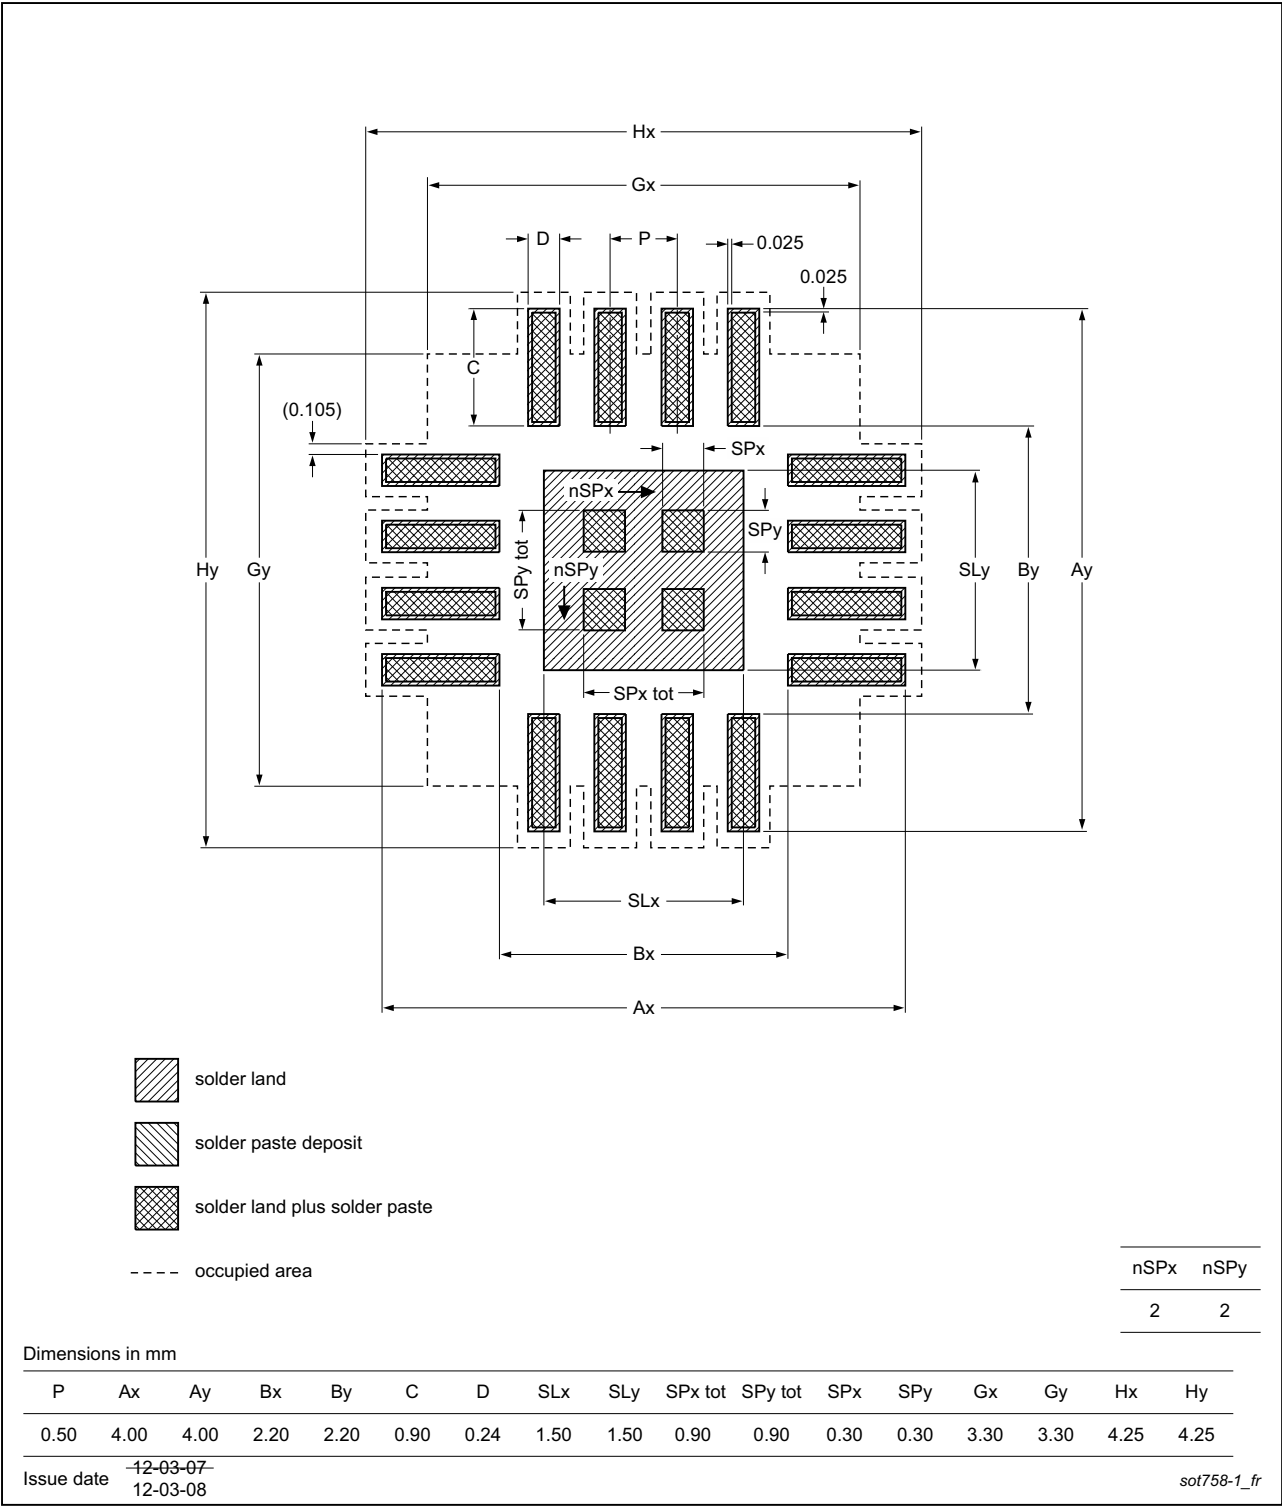 Hx
Gx
D
P
0.025
0.025
C
(0.105)
SPx
nSPx
SPy
SPy tot
nSPy
Hy
Gy
SLy
By
Ay
SPx tot
SLx
Bx
Ax
solder land
solder paste deposit
solder land plus solder paste
occupied area
nSPx nSPy
2 2
Dimensions in mm
P Ax Ay Bx By C D SLx SLy SPx tot SPy tot SPx SPy Gx Gy Hx Hy
0.50 4.00 4.00 2.20 2.20 0.90 0.24 1.50 1.50 0.90 0.90 0.30 0.30 3.30 3.30 4.25 4.25
Issue date 12-03-07
12-03-08
sot758-1_fr